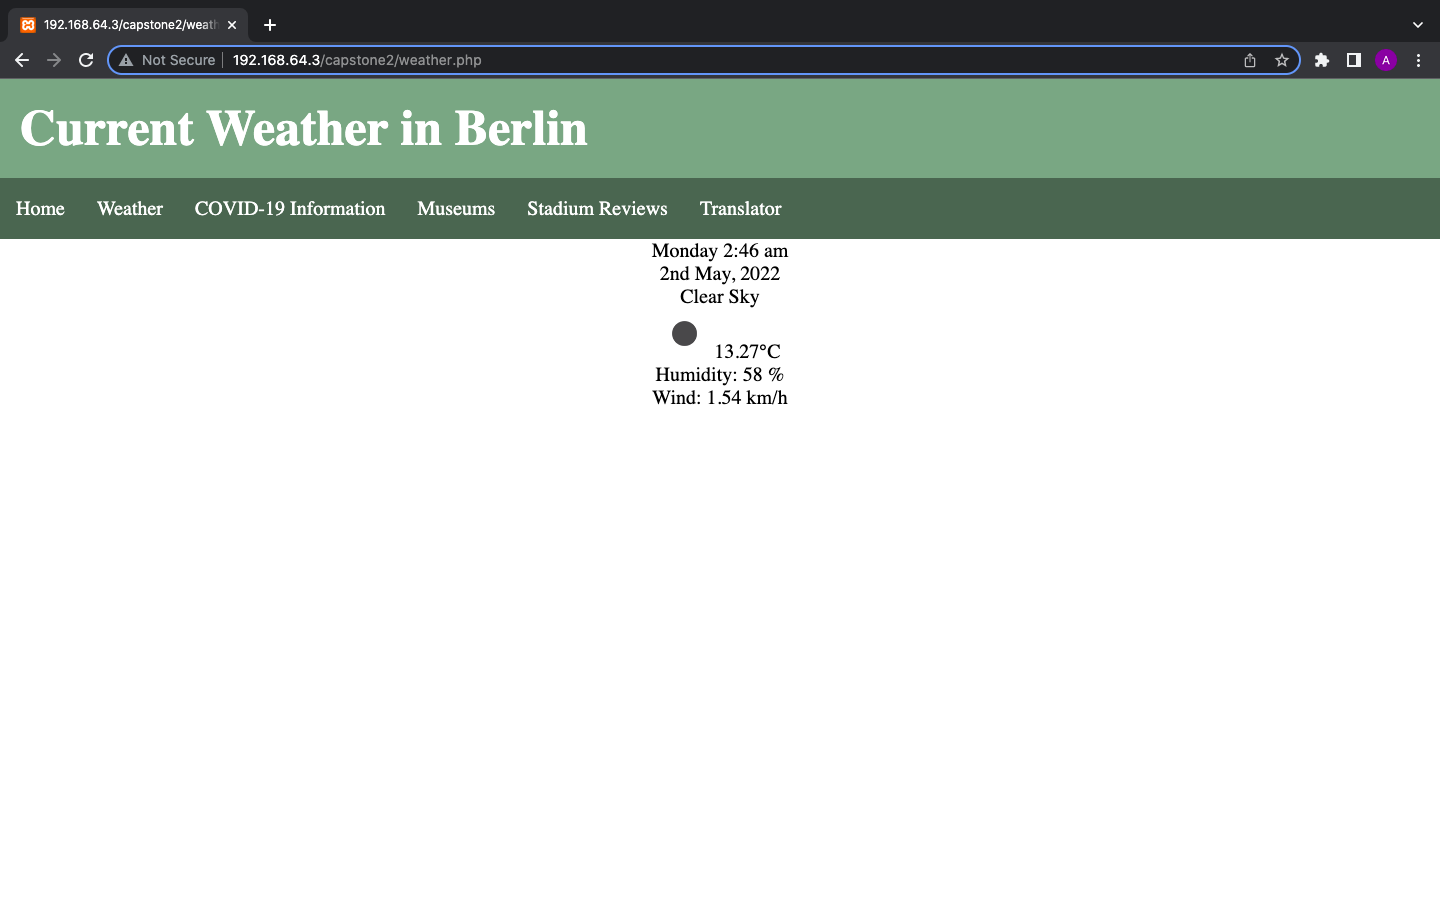 192.168.64.3/capstone2/weath
Not Secure 192.168.64.3/capstone2/weather.php
A
Current Weather in Berlin
Home Weather COVID-19 Information Museums Stadium Reviews Translator
Monday 2:46 am
2nd May, 2022
Clear Sky
13.27°C
Humidity: 58 %
Wind: 1.54 km/h